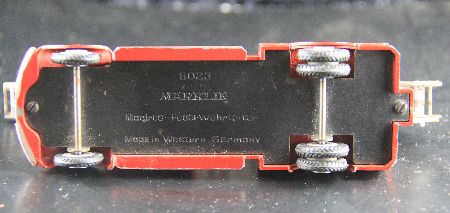 8023
MÄRKLIN
Magirus-Feuerwehrleiter
Made in Western Germany